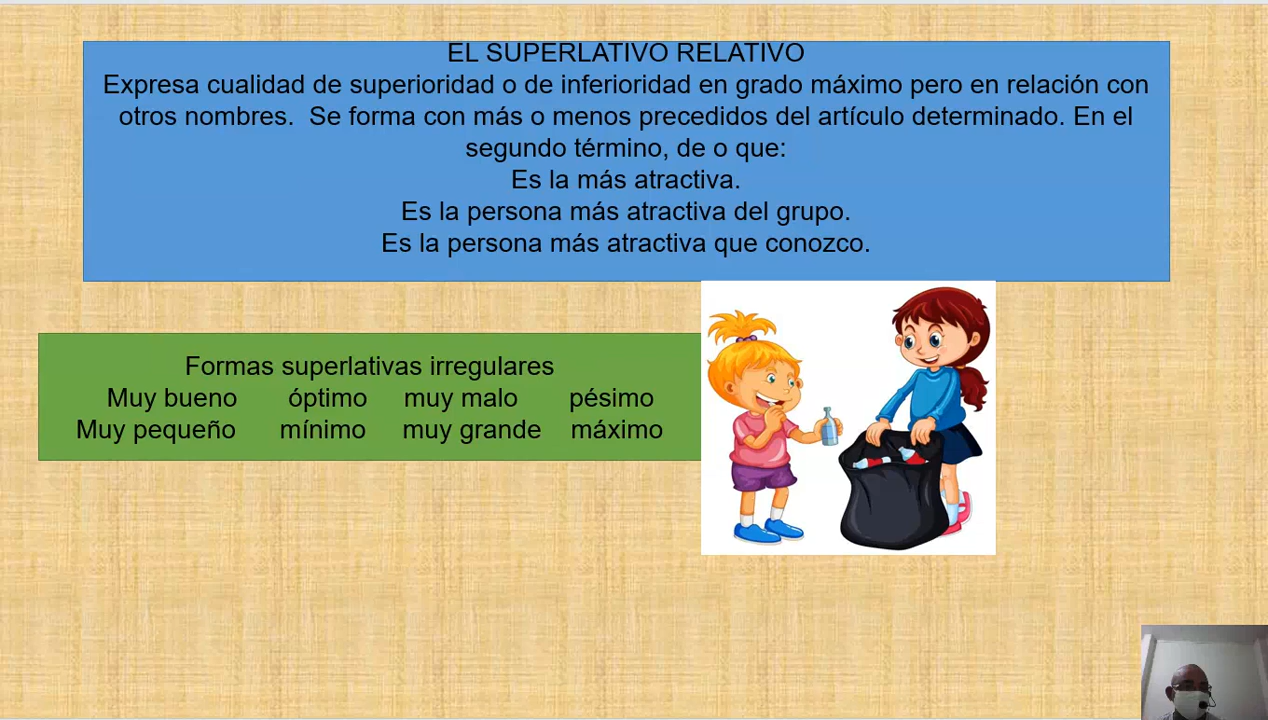 EL SUPERLATIVO RELATIVO
Expresa cualidad de superioridad o de inferioridad en grado máximo pero en relación con
otros nombres.  Se forma con más o menos precedidos del artículo determinado. En el
segundo término, de o que:
Es la más atractiva.
Es la persona más atractiva del grupo.
Es la persona más atractiva que conozco.
Formas superlativas irregulares
Muy bueno óptimo muy malo pésimo
Muy pequeño mínimo muy grande máximo